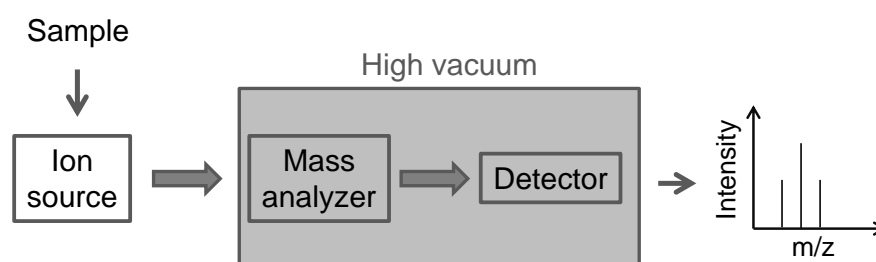 Sample
High vacuum
Ion
source
Mass
analyzer
Detector
Intensity
m/z